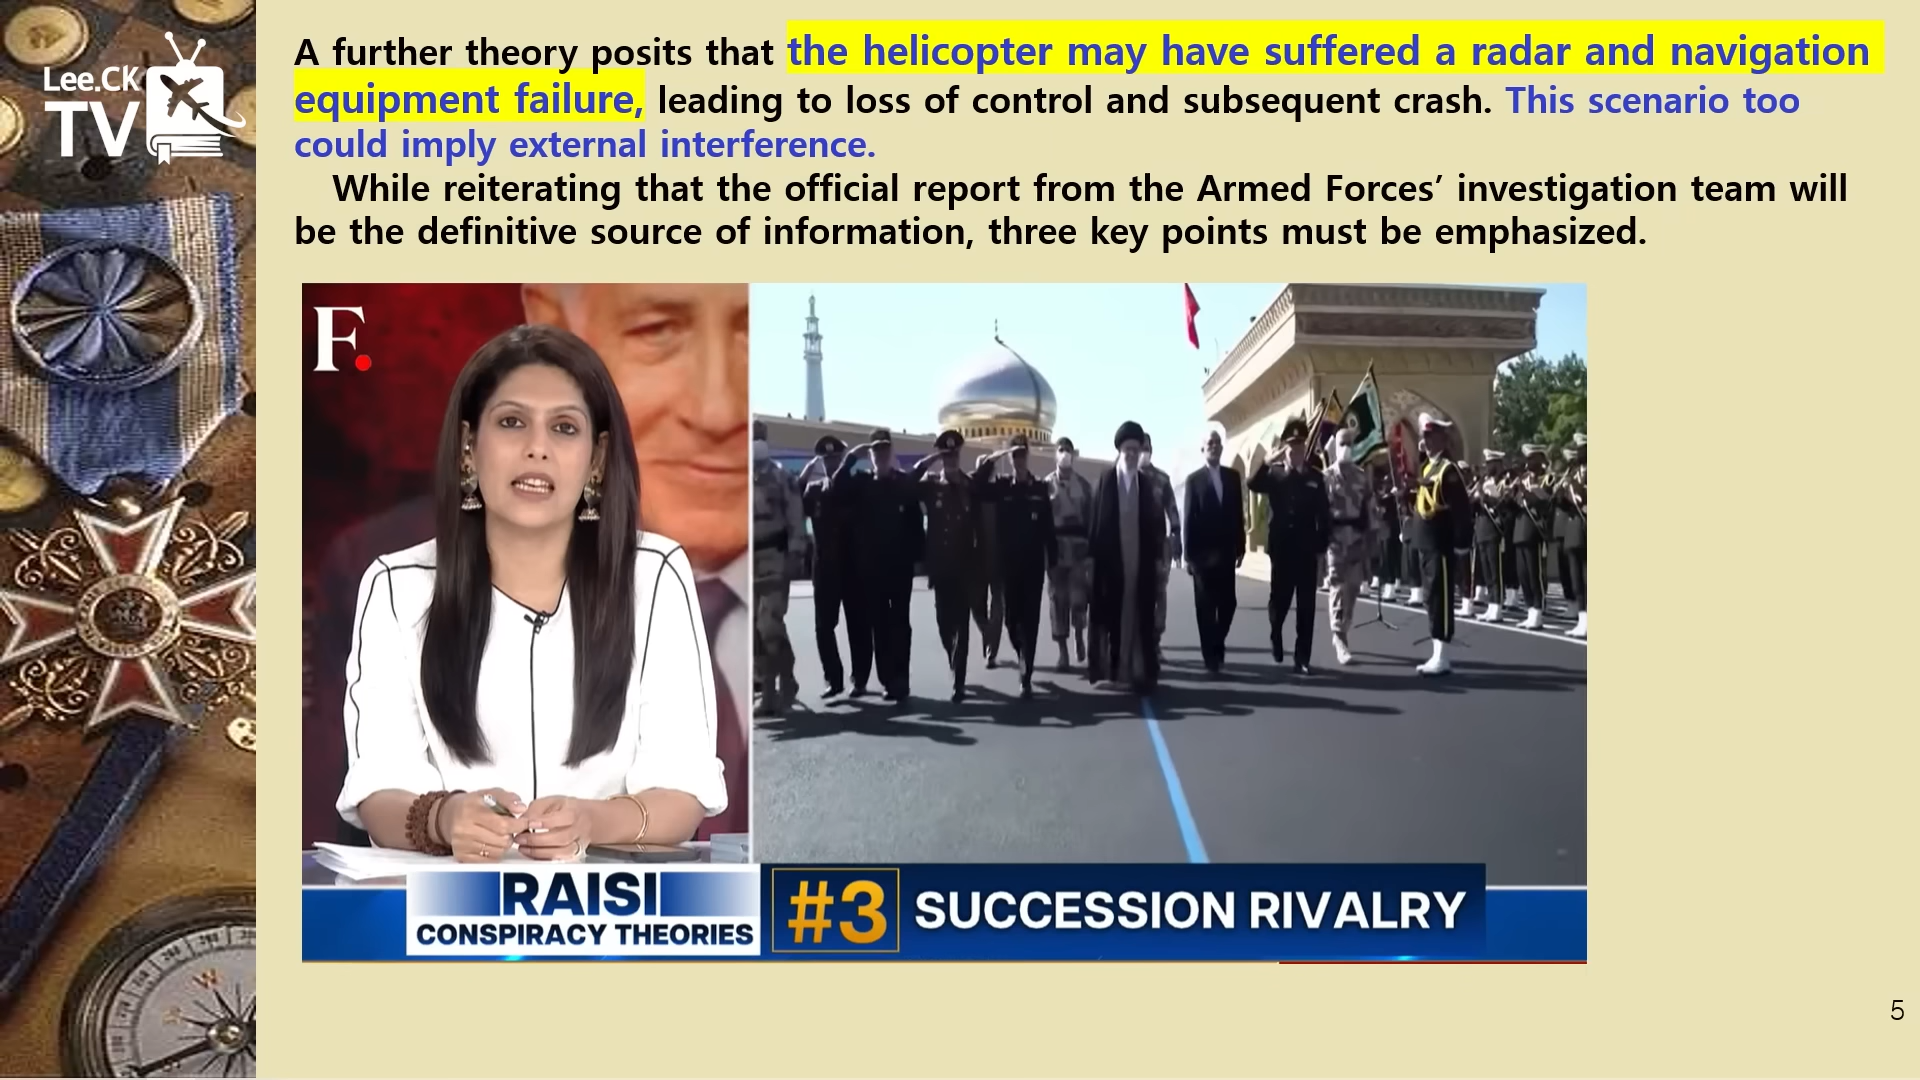 Lee.CK
TV
A further theory posits that the helicopter may have suffered a radar and navigation
equipment failure, leading to loss of control and subsequent crash. This scenario too
could imply external interference.
While reiterating that the official report from the Armed Forces’ investigation team will
be the definitive source of information, three key points must be emphasized.
F.
RAISI
CONSPIRACY THEORIES
#3 SUCCESSION RIVALRY
5